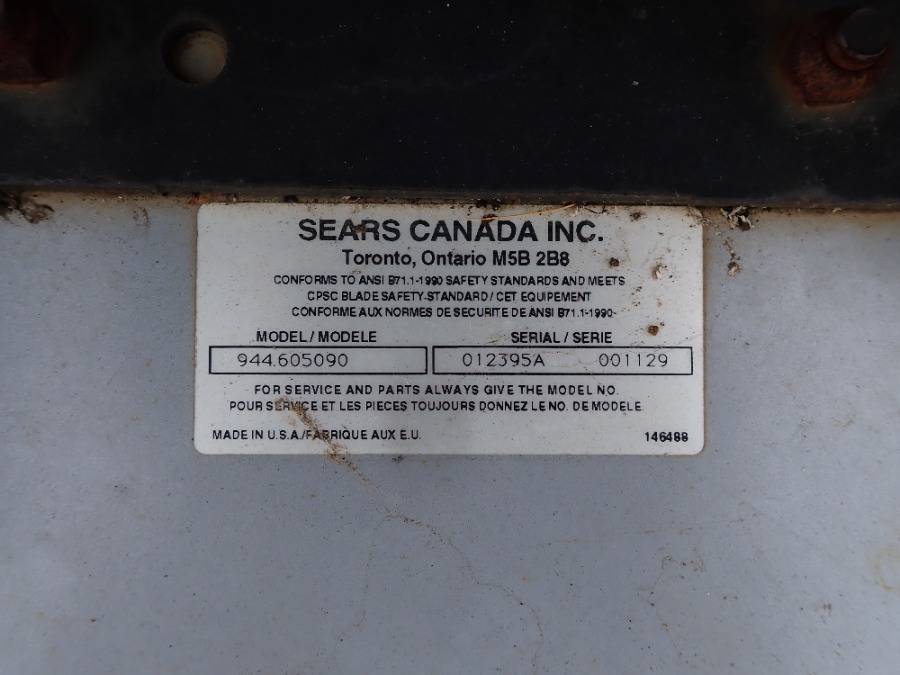 SEARS CANADA INC.
Toronto, Ontario M5B 2B8
CONFORMS TO ANSI B71.1-1990 SAFETY STANDARDS AND MEETS
CPSC BLADE SAFETY STANDARD / CET EQUIPEMENT
CONFORME AUX NORMES DE SECURITE DE ANSI B71.1-1990
MODEL / MODELE SERIAL / SERIE
944.605090 012395A 001129
FOR SERVICE AND PARTS ALWAYS GIVE THE MODEL NO.
POUR SERVICE ET LES PIECES TOUJOURS DONNEZ LE NO. DE MODELE
MADE IN U.S.A./FABRIQUE AUX E.U. 146488